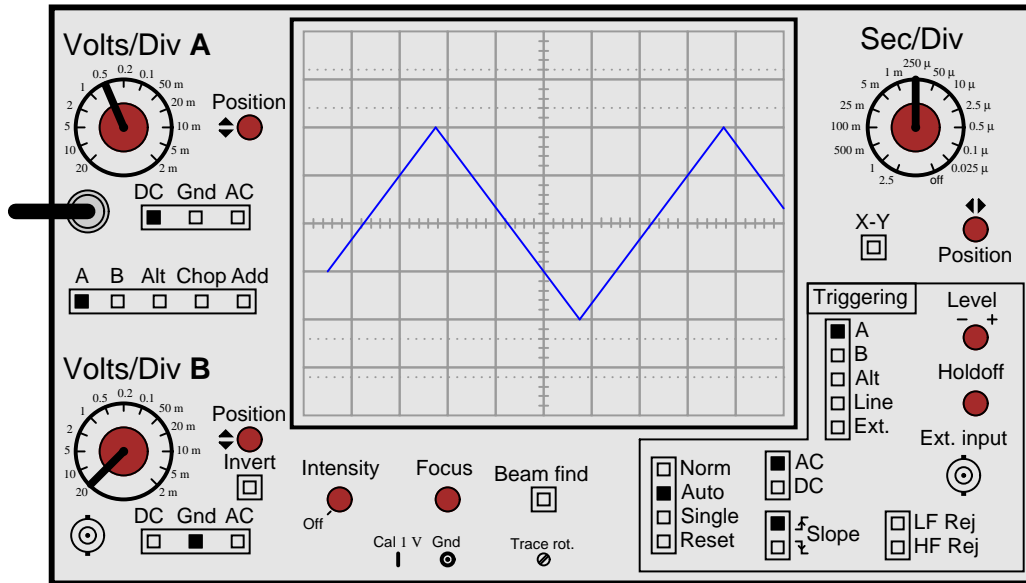 Volts/Div A
0.5 0.2 0.1
1 50 m
2 20 m
5 10 m
10 5 m
20 2 m
Position
DC Gnd AC
A B Alt Chop Add
Volts/Div B
0.5 0.2 0.1
1 50 m
2 20 m
5 10 m
10 5 m
20 2 m
Position
Invert
DC Gnd AC
Intensity
Off
Focus
Beam find
Cal 1 V Gnd
Trace rot.
Sec/Div
250 µ
1 m 50 µ
5 m 10 µ
25 m 2.5 µ
100 m 0.5 µ
500 m 0.1 µ
1 0.025 µ
2.5 off
X-Y
Position
Triggering
A
B
Alt
Line
Ext.
Level
− +
Holdoff
Ext. input
Norm
Auto
Single
Reset
AC
DC
Slope
LF Rej
HF Rej